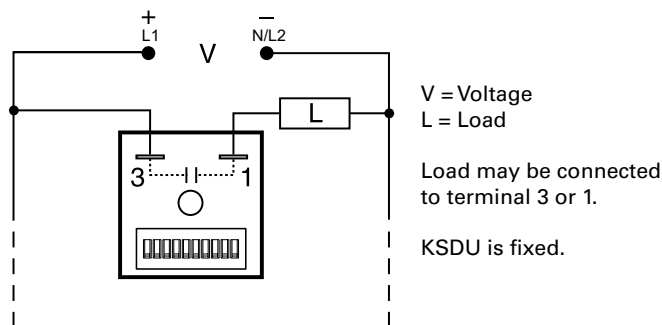 + –
L1 V N/L2
L
3 1
V = Voltage
L = Load
Load may be connected
to terminal 3 or 1.
KSDU is fixed.